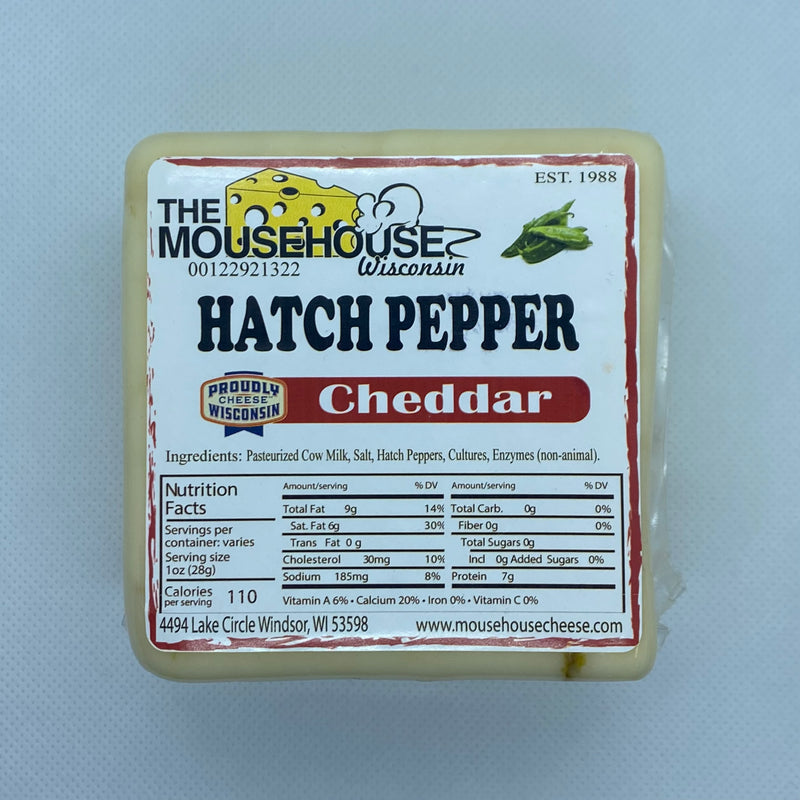 EST. 1988
THE
MOUSEHOUSE
Wisconsin
00122921322
HATCH PEPPER
PROUDLY
CHEESE
WISCONSIN
Cheddar
Ingredients: Pasteurized Cow Milk, Salt, Hatch Peppers, Cultures, Enzymes (non-animal).
Nutrition
Facts
Servings per
container: varies
Serving size
1oz (28g)
Calories
per serving 110
Amount/serving % DV
Total Fat 9g 14%
Sat. Fat 6g 30%
Trans Fat 0 g
Cholesterol 30mg 10%
Sodium 185mg 8%
Amount/serving % DV
Total Carb. 0g 0%
Fiber 0g 0%
Total Sugars 0g
Incl 0g Added Sugars 0%
Protein 7g
Vitamin A 6% • Calcium 20% • Iron 0% • Vitamin C 0%
4494 Lake Circle Windsor, WI 53598 www.mousehousecheese.com